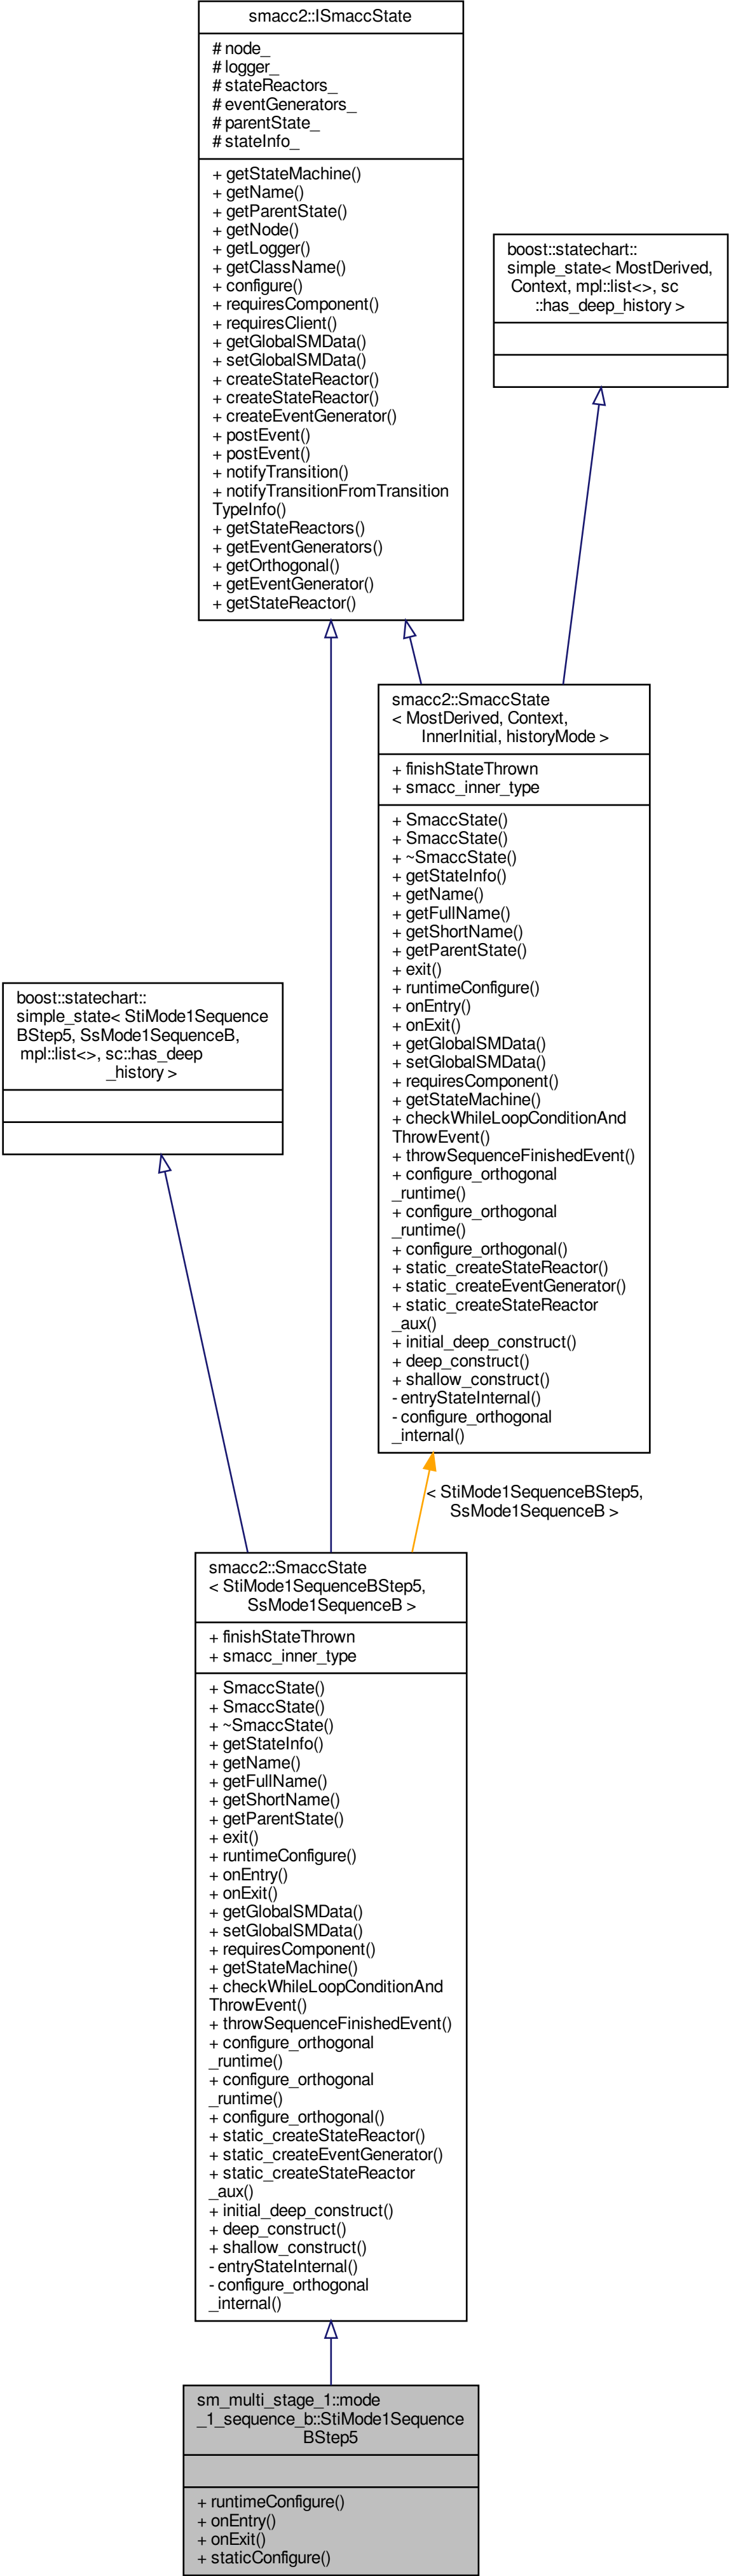 smacc2::ISmaccState
# node_
# logger_
# stateReactors_
# eventGenerators_
# parentState_
# stateInfo_
+ getStateMachine()
+ getName()
+ getParentState()
+ getNode()
+ getLogger()
+ getClassName()
+ configure()
+ requiresComponent()
+ requiresClient()
+ getGlobalSMData()
+ setGlobalSMData()
+ createStateReactor()
+ createStateReactor()
+ createEventGenerator()
+ postEvent()
+ postEvent()
+ notifyTransition()
+ notifyTransitionFromTransition
TypeInfo()
+ getStateReactors()
+ getEventGenerators()
+ getOrthogonal()
+ getEventGenerator()
+ getStateReactor()
boost::statechart::
simple_state< MostDerived,
Context, mpl::list<>, sc
::has_deep_history >
smacc2::SmaccState
< MostDerived, Context,
InnerInitial, historyMode >
+ finishStateThrown
+ smacc_inner_type
+ SmaccState()
+ SmaccState()
+ ~SmaccState()
+ getStateInfo()
+ getName()
+ getFullName()
+ getShortName()
+ getParentState()
+ exit()
+ runtimeConfigure()
+ onEntry()
+ onExit()
+ getGlobalSMData()
+ setGlobalSMData()
+ requiresComponent()
+ getStateMachine()
+ checkWhileLoopConditionAnd
ThrowEvent()
+ throwSequenceFinishedEvent()
+ configure_orthogonal
_runtime()
+ configure_orthogonal
_runtime()
+ configure_orthogonal()
+ static_createStateReactor()
+ static_createEventGenerator()
+ static_createStateReactor
_aux()
+ initial_deep_construct()
+ deep_construct()
+ shallow_construct()
- entryStateInternal()
- configure_orthogonal
_internal()
boost::statechart::
simple_state< StiMode1Sequence
BStep5, SsMode1SequenceB,
mpl::list<>, sc::has_deep
_history >
< StiMode1SequenceBStep5,
SsMode1SequenceB >
smacc2::SmaccState
< StiMode1SequenceBStep5,
SsMode1SequenceB >
+ finishStateThrown
+ smacc_inner_type
+ SmaccState()
+ SmaccState()
+ ~SmaccState()
+ getStateInfo()
+ getName()
+ getFullName()
+ getShortName()
+ getParentState()
+ exit()
+ runtimeConfigure()
+ onEntry()
+ onExit()
+ getGlobalSMData()
+ setGlobalSMData()
+ requiresComponent()
+ getStateMachine()
+ checkWhileLoopConditionAnd
ThrowEvent()
+ throwSequenceFinishedEvent()
+ configure_orthogonal
_runtime()
+ configure_orthogonal
_runtime()
+ configure_orthogonal()
+ static_createStateReactor()
+ static_createEventGenerator()
+ static_createStateReactor
_aux()
+ initial_deep_construct()
+ deep_construct()
+ shallow_construct()
- entryStateInternal()
- configure_orthogonal
_internal()
sm_multi_stage_1::mode
_1_sequence_b::StiMode1Sequence
BStep5
+ runtimeConfigure()
+ onEntry()
+ onExit()
+ staticConfigure()